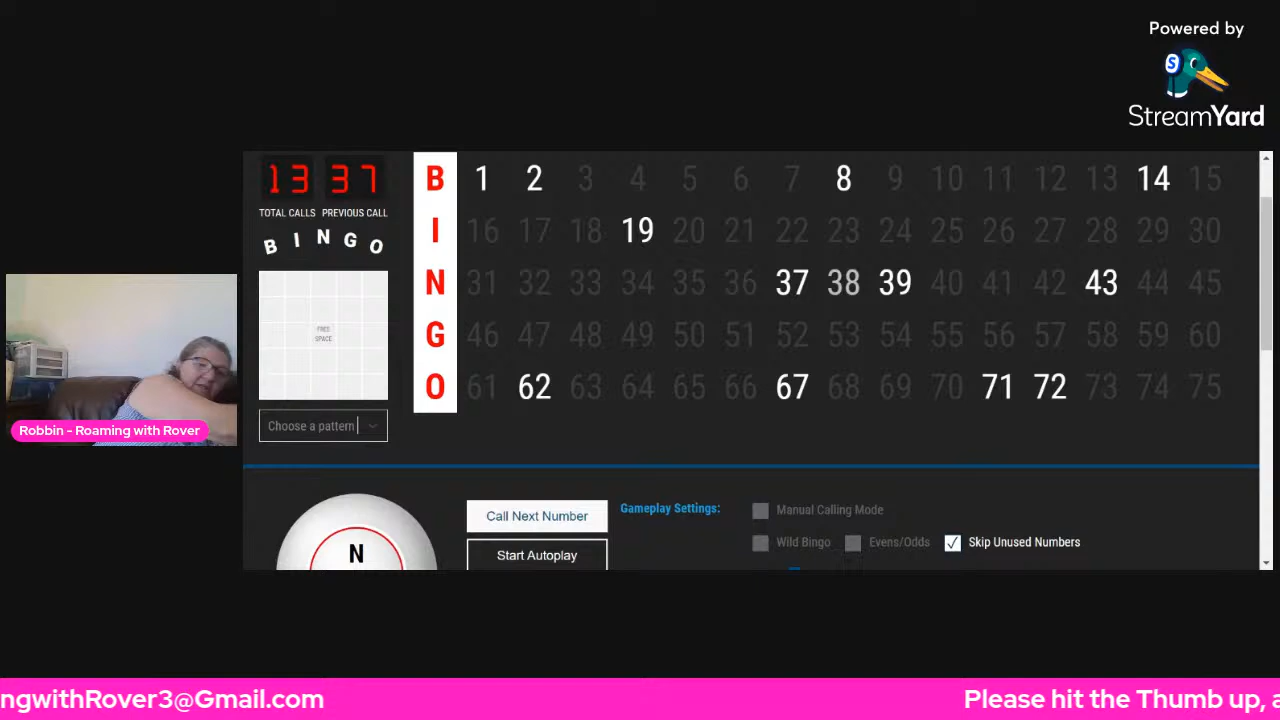 Powered by
S
StreamYard
13 37
TOTAL CALLS PREVIOUS CALL
BINGO
FREE
SPACE
Choose a pattern
B 1 2 3 4 5 6 7 8 9 10 11 12 13 14 15
I 16 17 18 19 20 21 22 23 24 25 26 27 28 29 30
N 31 32 33 34 35 36 37 38 39 40 41 42 43 44 45
G 46 47 48 49 50 51 52 53 54 55 56 57 58 59 60
O 61 62 63 64 65 66 67 68 69 70 71 72 73 74 75
Robbin - Roaming with Rover
N
Call Next Number
Start Autoplay
Gameplay Settings:
Manual Calling Mode
Wild Bingo Evens/Odds Skip Unused Numbers
ngwithRover3@Gmail.com
Please hit the Thumb up, a